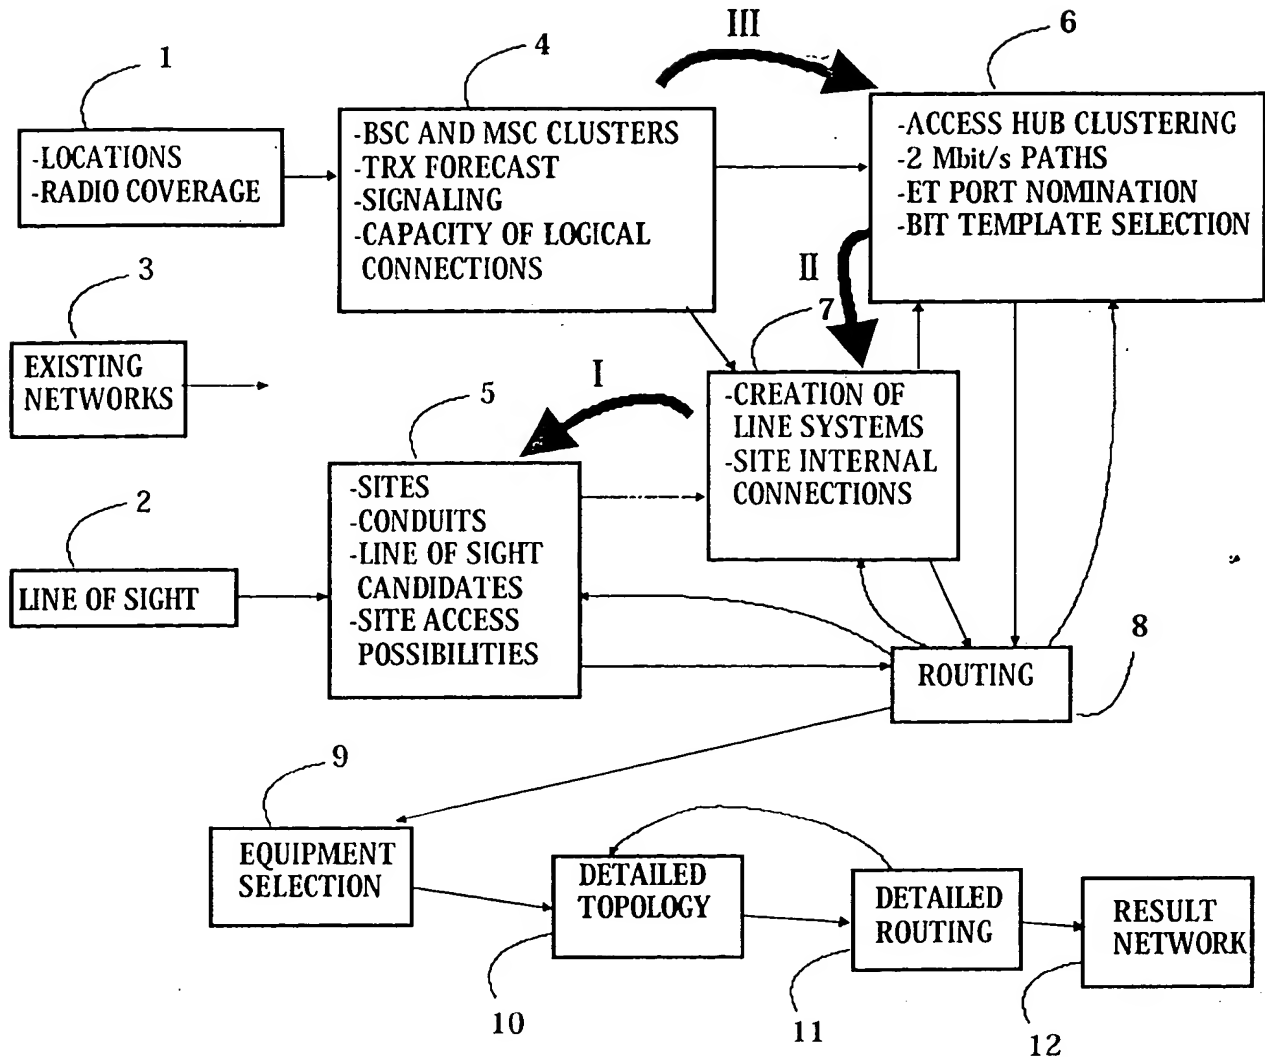 III
6
1
4
-LOCATIONS
-RADIO COVERAGE
-BSC AND MSC CLUSTERS
-TRX FORECAST
-SIGNALING
-CAPACITY OF LOGICAL
CONNECTIONS
-ACCESS HUB CLUSTERING
-2 Mbit/s PATHS
-ET PORT NOMINATION
-BIT TEMPLATE SELECTION
3
II
7
EXISTING
NETWORKS
I
5
-CREATION OF
LINE SYSTEMS
-SITE INTERNAL
CONNECTIONS
2
LINE OF SIGHT
-SITES
-CONDUITS
-LINE OF SIGHT
CANDIDATES
-SITE ACCESS
POSSIBILITIES
8
ROUTING
9
EQUIPMENT
SELECTION
DETAILED
TOPOLOGY
DETAILED
ROUTING
RESULT
NETWORK
10
11
12